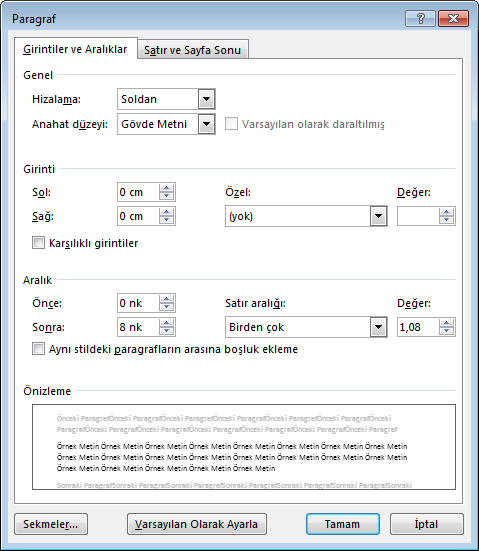 Paragraf
Girintiler ve Aralıklar Satır ve Sayfa Sonu
Genel
Hizalama: Soldan
Anahat düzeyi: Gövde Metni Varsayılan olarak daraltılmış
Girinti
Sol: 0 cm Özel: Değer:
Sağ: 0 cm (yok)
Karşılıklı girintiler
Aralık
Önce: 0 nk Satır aralığı: Değer:
Sonra: 8 nk Birden çok 1,08
Aynı stildeki paragrafların arasına boşluk ekleme
Önizleme
Önceki ParagrafÖnceki ParagrafÖnceki ParagrafÖnceki ParagrafÖnceki ParagrafÖnceki
ParagrafÖnceki ParagrafÖnceki ParagrafÖnceki ParagrafÖnceki ParagrafÖnceki Paragraf
Örnek Metin Örnek Metin Örnek Metin Örnek Metin Örnek Metin Örnek Metin Örnek Metin Örnek Metin
Örnek Metin Örnek Metin Örnek Metin Örnek Metin Örnek Metin Örnek Metin Örnek Metin Örnek Metin
Örnek Metin Örnek Metin Örnek Metin Örnek Metin Örnek Metin
Sonraki ParagrafSonraki ParagrafSonraki ParagrafSonraki ParagrafSonraki ParagrafSonraki
Sekmeler... Varsayılan Olarak Ayarla Tamam İptal